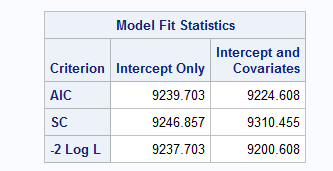 Model Fit Statistics
Criterion Intercept Only Intercept and Covariates
AIC 9239.703 9224.608
SC 9246.857 9310.455
-2 Log L 9237.703 9200.608